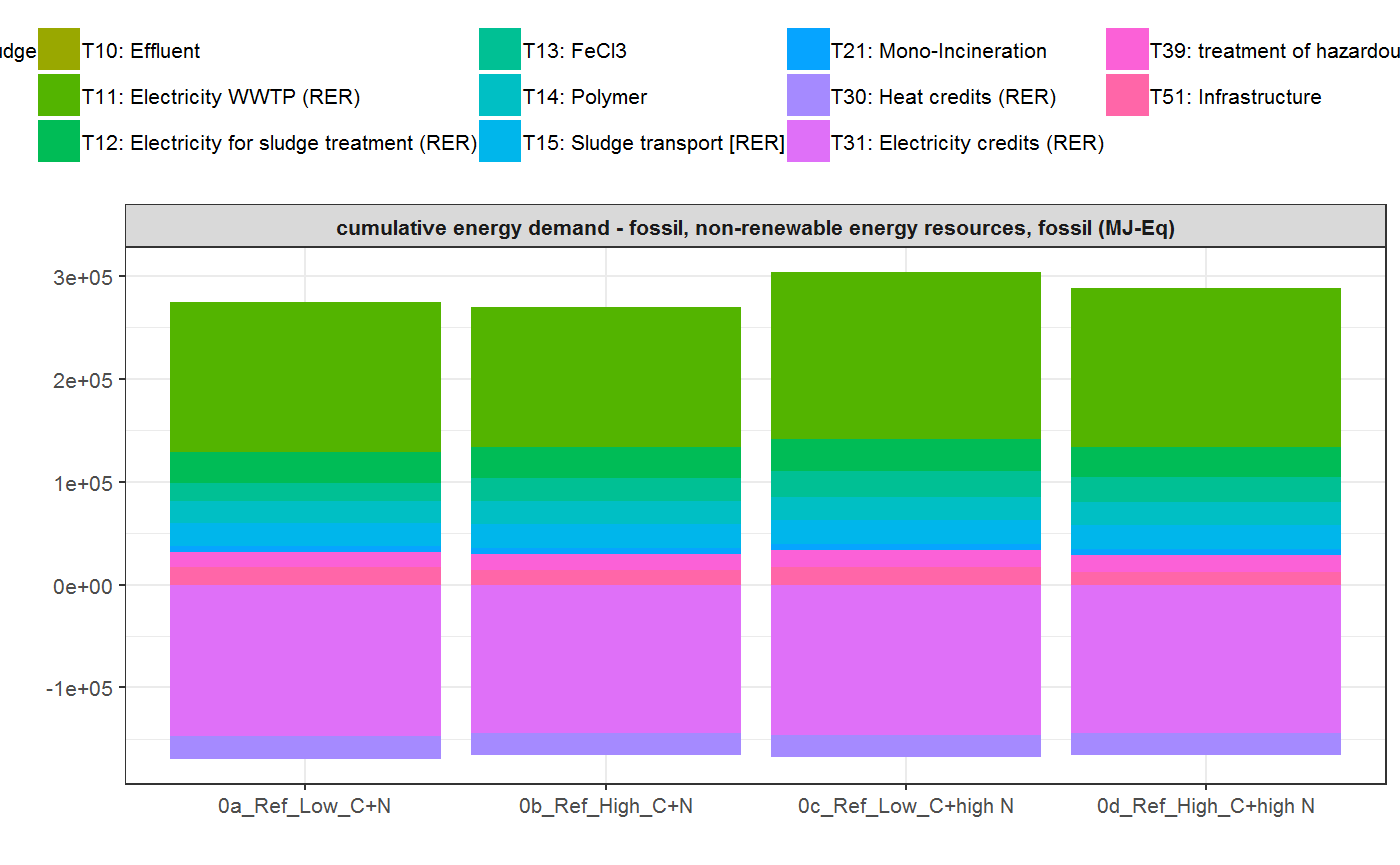 T10: Effluent
T13: FeCl3
T21: Mono-Incineration
T39: treatment of
T11: Electricity WWTP (RER)
T14: Polymer
T30: Heat credits (RER)
T51: Infrastructure
T12: Electricity for sludge treatment (RER)
T15: Sludge transport [RER]
T31: Electricity credits (RER)
cumulative energy demand - fossil, non-renewable energy resources, fossil (MJ-Eq)
3e+05
2e+05
1e+05
0e+00
-1e+05
0a_Ref_Low_C+N
0b_Ref_High_C+N
0c_Ref_Low_C+high N
0d_Ref_High_C+high N